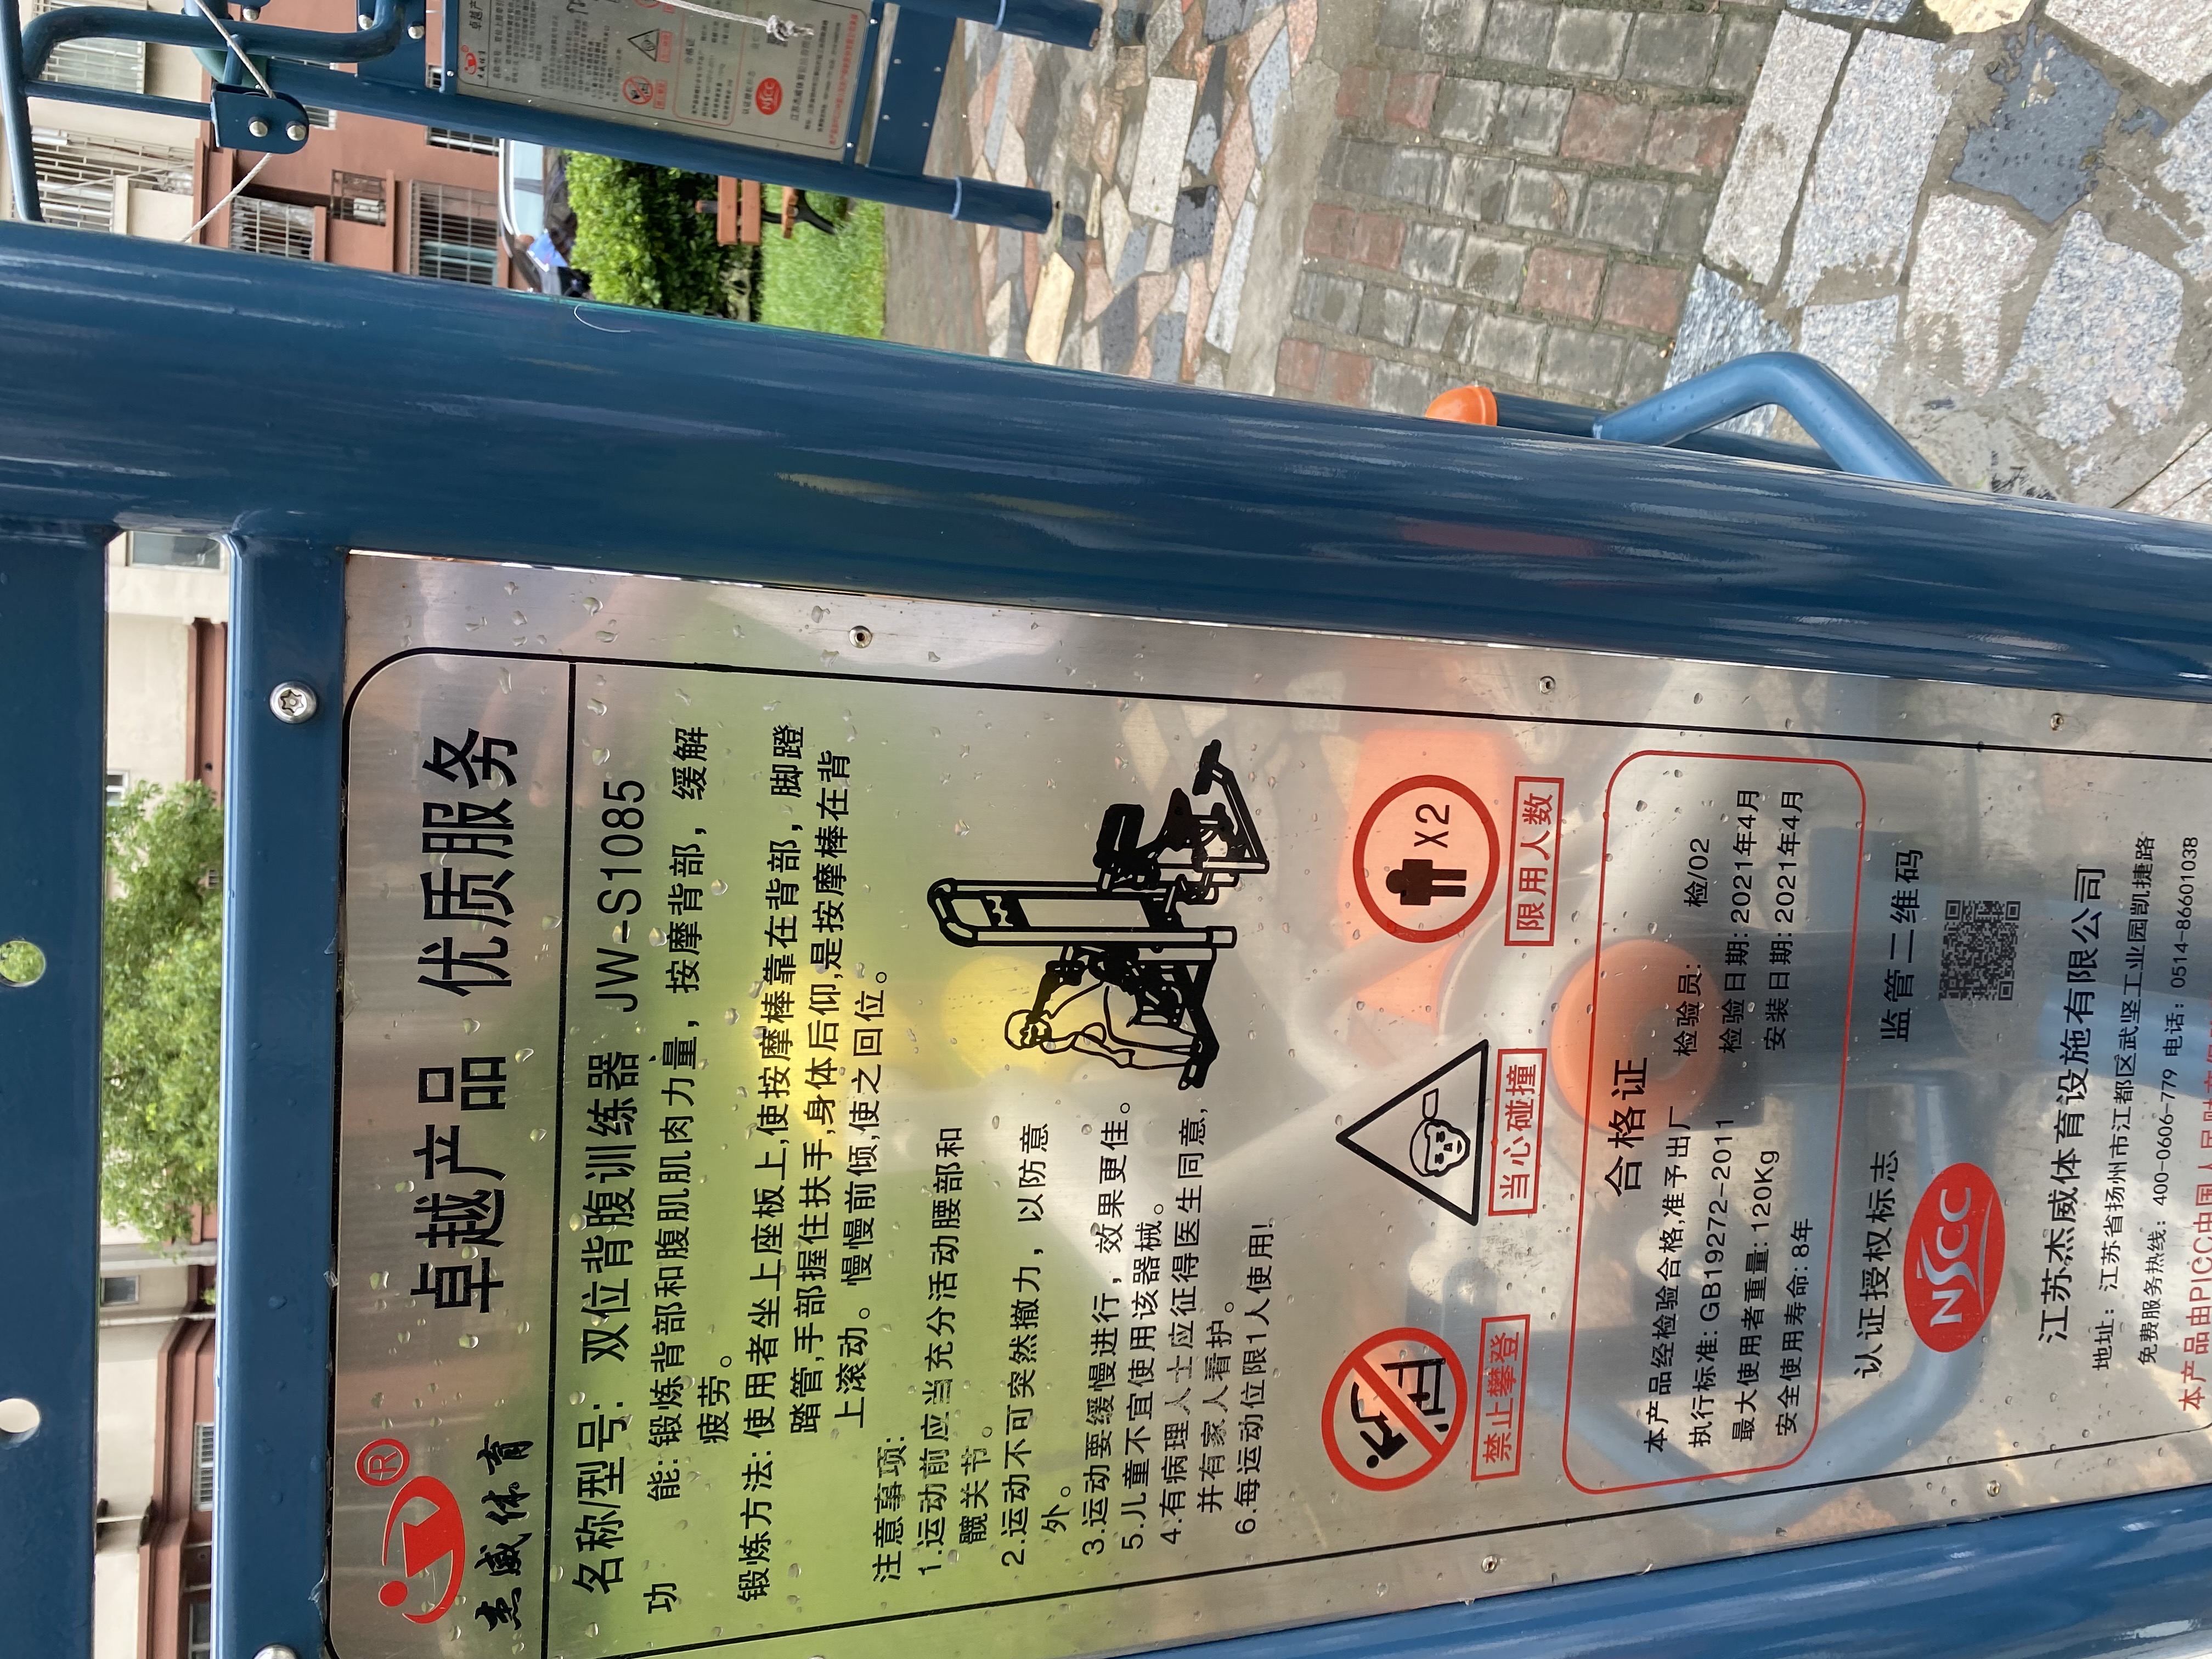 杰威体育
卓越产品 优质服务
名称/型号: 双位背腹训练器 JW-S1085
功 能: 锻炼背部和腹肌肌肉力量，按摩背部，缓解
疲劳。
锻炼方法: 使用者坐上座板上,使按摩棒靠在背部，脚蹬
踏管,手部握住扶手,身体后仰,是按摩棒在背
上滚动。慢慢前倾,使之回位。
注意事项:
1.运动前应当充分活动腰部和
髋关节。
2.运动不可突然撤力，以防意
外。
3.运动要缓慢进行，效果更佳。
5.儿童不宜使用该器械。
4.有病理人士应征得医生同意,
并有家人看护。
6.每运动位限1人使用!
X2
禁止攀登
当心碰撞
限用人数
合格证
本产品经检验合格,准予出厂
执行标准: GB19272-2011
最大使用者重量: 120Kg
安全使用寿命: 8年
检验员: 检/02
检验日期: 2021年4月
安装日期: 2021年4月
认证授权标志
监管二维码
NSCC
江苏杰威体育设施有限公司
地址: 江苏省扬州市江都区武坚工业园凯捷路
免费服务热线: 400-0606-779 电话: 0514-86601038
本产品由PICC中国人民财产